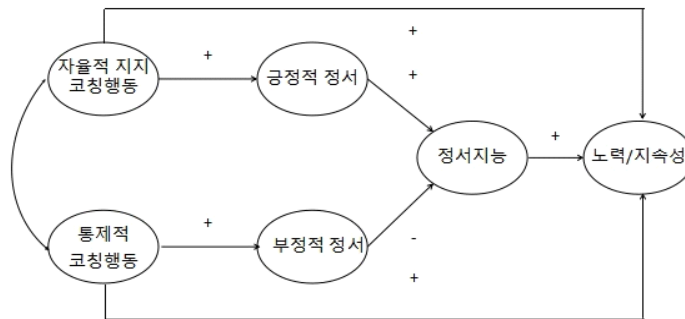 자율적 지지
코칭행동
+
긍정적 정서
+
+
정서지능
+
노력/지속성
통제적
코칭행동
+
부정적 정서
-
+